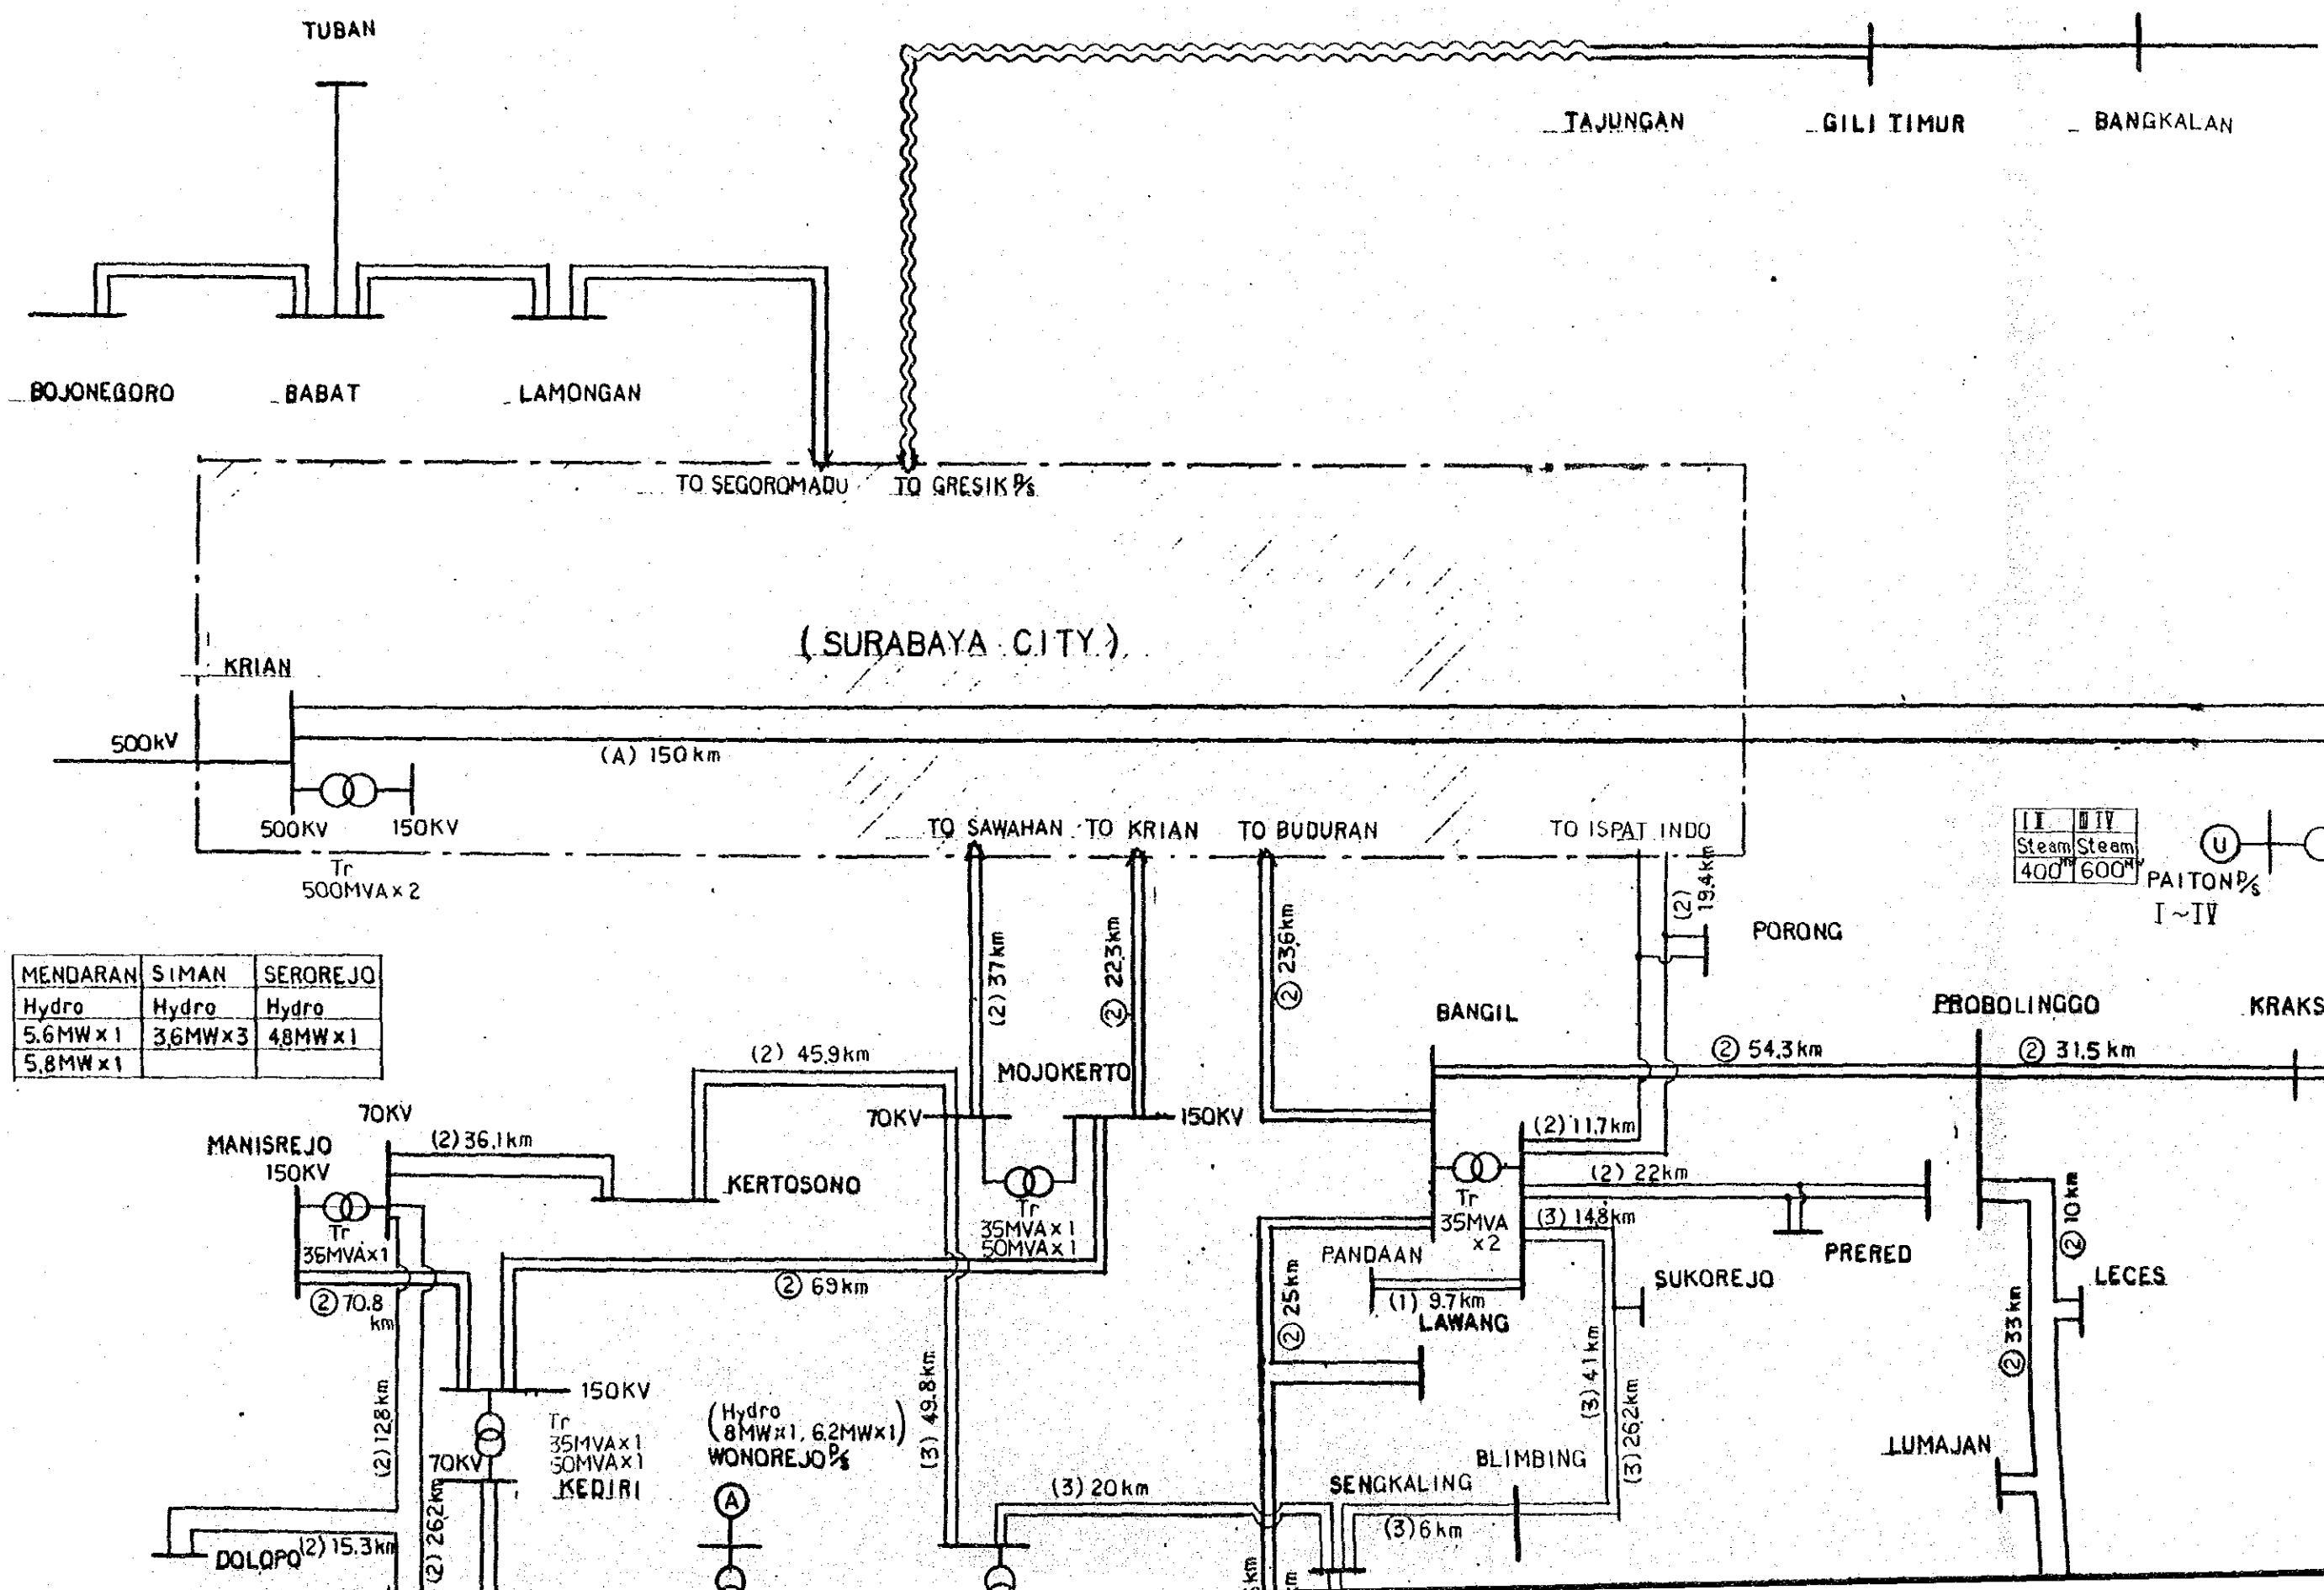 TUBAN
TAJUNGAN
GILI TIMUR
BANGKALAN
BOJONEGORO
BABAT
LAMONGAN
TO SEGOROMADU
TO GRESIK P/S
(SURABAYA CITY)
KRIAN
500kV
(A) 150km
500KV
150KV
Tr
500MVA×2
TO SAWAHAN
TO KRIAN
TO BUDURAN
TO ISPAT INDO
I II
III IV
Steam
Steam
400MW
600MW
U
PAITON P/S
I~IV
(2) 37km
② 22.3km
② 23.6km
(2)
19.4km
PORONG
MENDARAN SIMAN SEROREJO
Hydro Hydro Hydro
5.6MW×1 3.6MW×3 4.8MW×1
5.8MW×1
BANGIL
PROBOLINGGO
KRAKS
② 54.3km
② 31.5km
(2) 45.9km
MOJOKERTO
70KV
150KV
70KV
MANISREJO
150KV
(2) 36.1km
KERTOSONO
Tr
35MVA×1
Tr
35MVA×1
50MVA×1
(2) 11.7km
(2) 22km
Tr
35MVA
×2
(3) 14.8km
PRERED
② 10km
LECES
PANDAAN
(1) 9.7km
LAWANG
SUKOREJO
② 70.8
km
② 69km
② 25km
② 33km
(3) 4.1km
(3) 26.2km
(2) 12.8km
150KV
Tr
35MVA×1
50MVA×1
70KV
KEDIRI
(Hydro
8MW×1, 6.2MW×1)
WONOREJO P/S
A
(3) 49.8km
(3) 20km
SENGKALING
BLIMBING
(3) 6km
LUMAJAN
DOLOPO
(2) 15.3km
(2) 26.2km
km
km